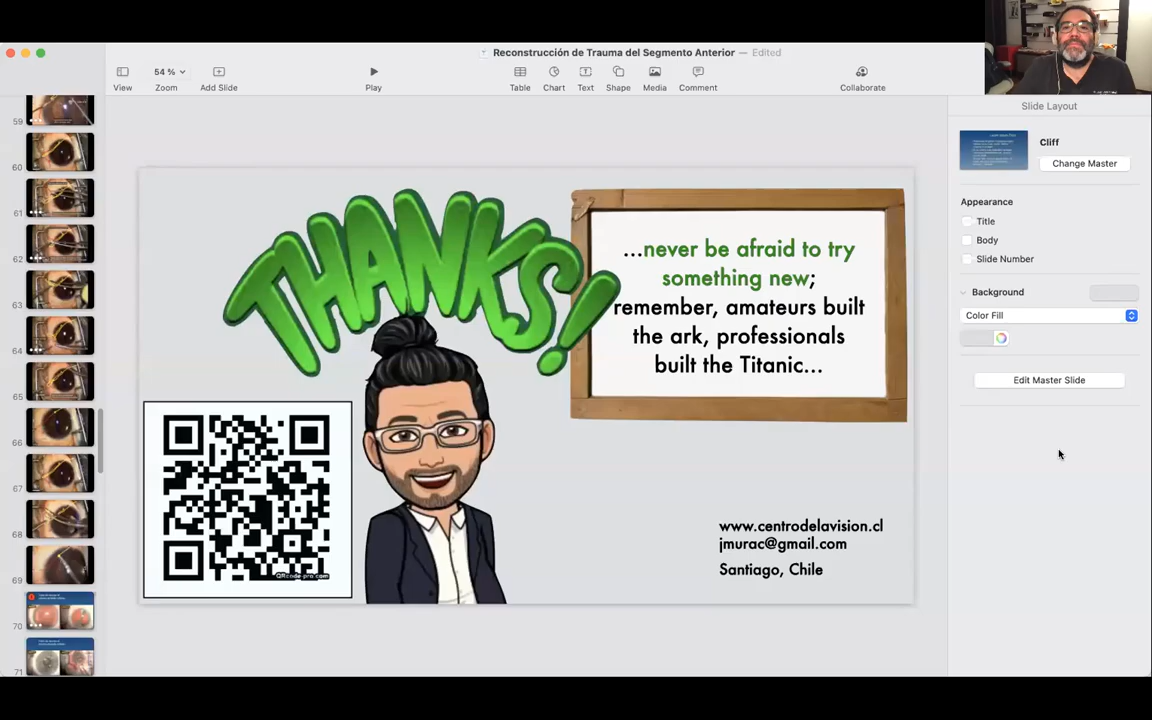 Reconstrucción de Trauma del Segmento Anterior — Edited
54 %
View
Zoom
Add Slide
Play
Table
Chart
Text
Shape
Media
Comment
Collaborate
59
60
61
62
63
64
65
66
67
68
69
70
71
THANKS!
...never be afraid to try
something new;
remember, amateurs built
the ark, professionals
built the Titanic...
QRcode-pro.com
www.centrodelavision.cl
jmurac@gmail.com
Santiago, Chile
Slide Layout
Cliff
Change Master
Appearance
Title
Body
Slide Number
Background
Color Fill
Edit Master Slide